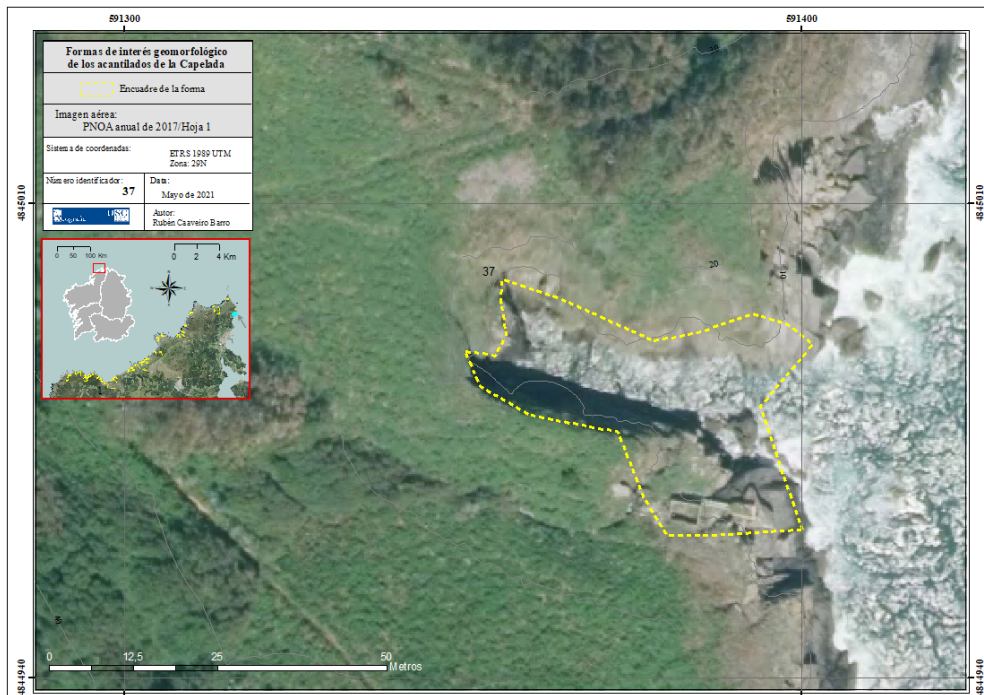 591300
591400
Formas de interés geomorfológico
de los acantilados de la Capelada
Encuadre de la forma
Imagen aérea:
PNOA anual de 2017/Hoja 1
Sistema de coordenadas:
ETRS 1989 UTM
Zona: 29N
Número identificador:
37
Data:
Mayo de 2021
Autor:
Rubén Caaveiro Barro
4845010
4845010
0 50 100 Km
0 2 4 Km
37
20
10
0 12,5 25 50
Metros
4844940
4844940